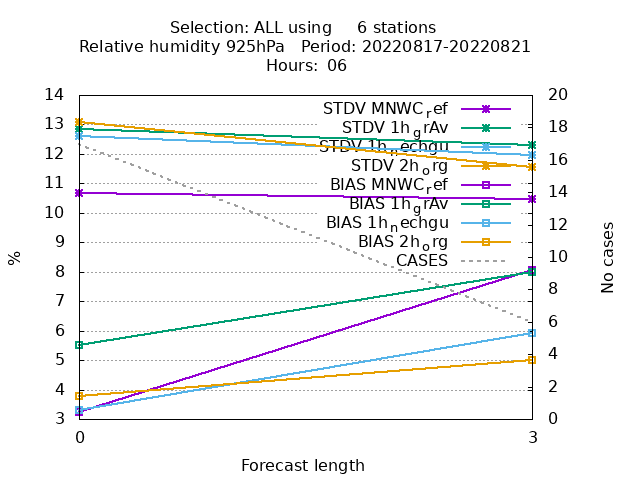 Selection: ALL using 6 stations
Relative humidity 925hPa Period: 20220817-20220821
Hours: 06
14
13
12
11
10
9
8
7
6
5
4
3
%
STDV MNWC_ref
STDV 1h_grAv
STDV 1h_nechgu
STDV 2h_org
BIAS MNWC_ref
BIAS 1h_grAv
BIAS 1h_nechgu
BIAS 2h_org
CASES
20
18
16
14
12
10
8
6
4
2
0
No cases
0 3
Forecast length